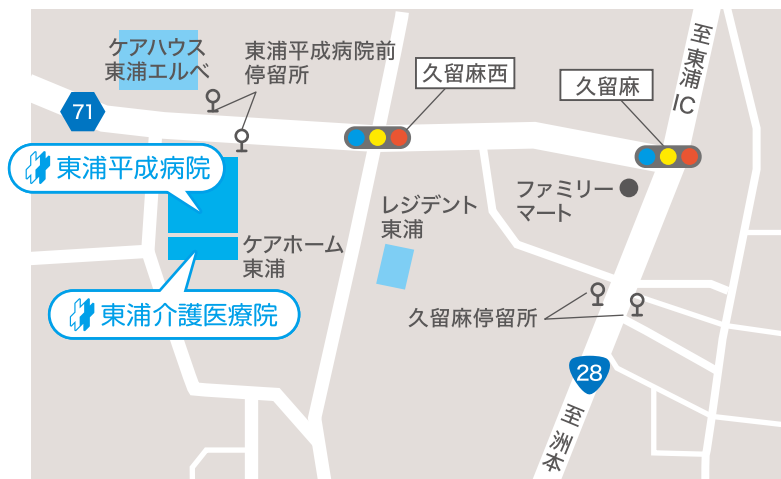 ケアハウス
東浦エルベ
東浦平成病院前
停留所
久留麻西
久留麻
至東浦IC
71
東浦平成病院
ファミリー
マート
レジデント
東浦
ケアホーム
東浦
東浦介護医療院
久留麻停留所
28
至洲本